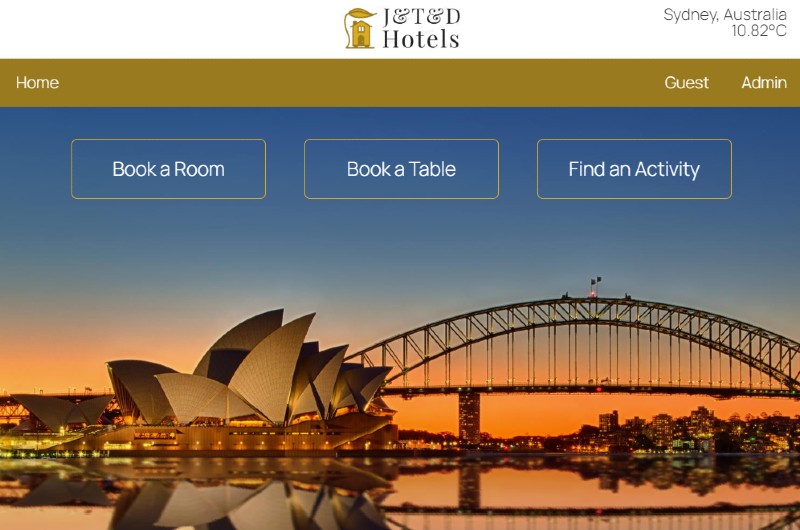 J&T&D
Hotels
Sydney, Australia
10.82°C
Home
Guest
Admin
Book a Room
Book a Table
Find an Activity